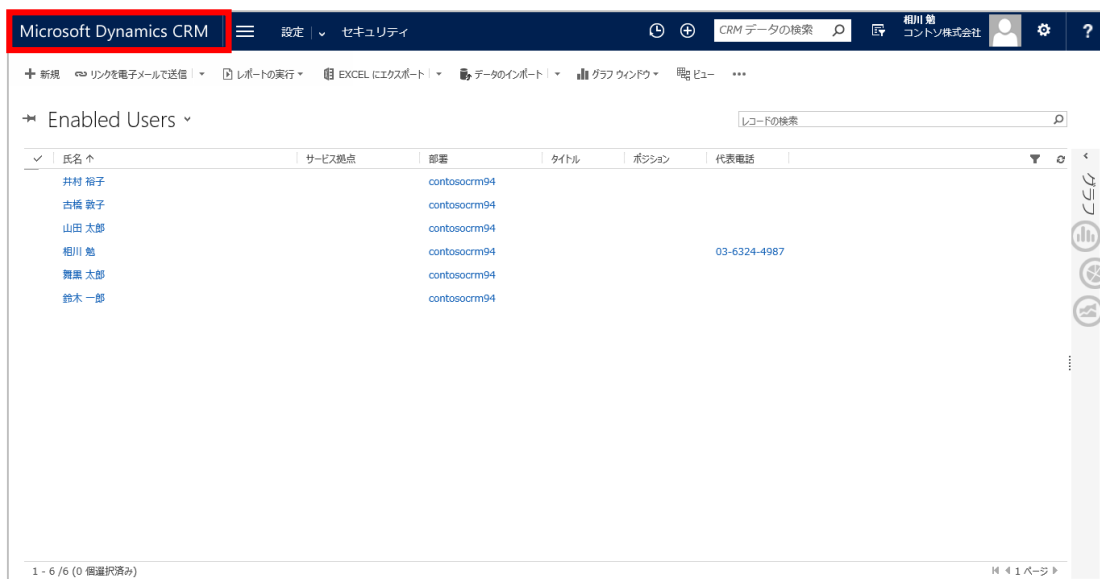 Microsoft Dynamics CRM 設定 セキュリティ CRM データの検索 相川 勉
コントソ株式会社 ?
新規 リンクを電子メールで送信 レポートの実行 EXCEL にエクスポート データのインポート グラフ ウィンドウ ビュー
Enabled Users レコードの検索
氏名 サービス拠点 部署 タイトル ポジション 代表電話
井村 裕子 contosocrm94
古橋 敦子 contosocrm94
山田 太郎 contosocrm94
相川 勉 contosocrm94 03-6324-4987
舞黒 太郎 contosocrm94
鈴木 一郎 contosocrm94
グラフ
1 - 6 /6 (0 個選択済み) 1 ページ